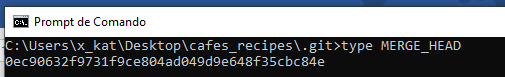 Prompt de Comando
C:\Users\x_kat\Desktop\cafes_recipes\.git>type MERGE_HEAD
0ec90632f9731f9ce804ad049d9e648f35cbc84e